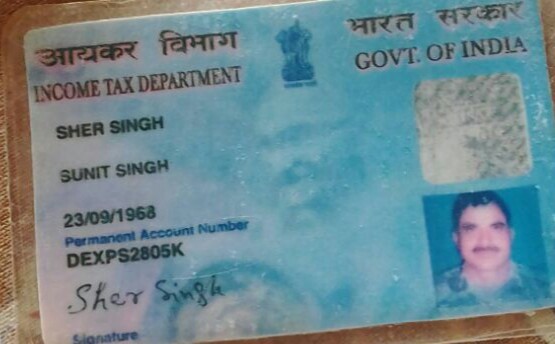 आयकर विभाग
INCOME TAX DEPARTMENT
भारत सरकार
GOVT. OF INDIA
SHER SINGH
SUNIT SINGH
23/09/1968
Permanent Account Number
DEXPS2805K
Sher Singh
Signature